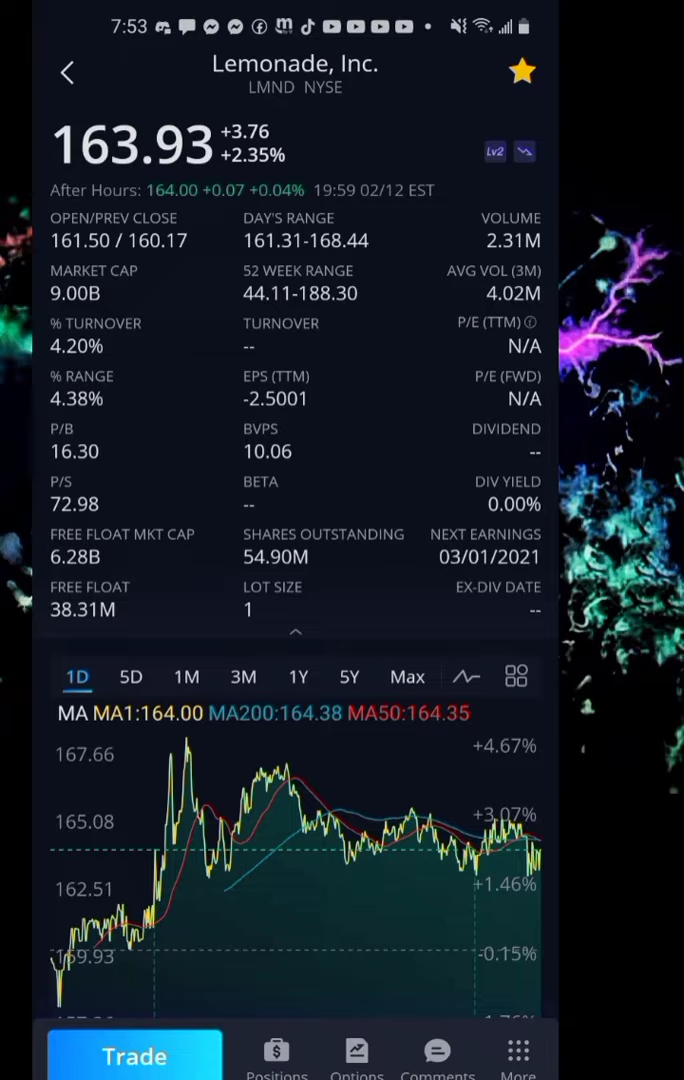 7:53
Lemonade, Inc.
LMND NYSE
163.93 +3.76
+2.35%
Lv2
After Hours: 164.00 +0.07 +0.04% 19:59 02/12 EST
OPEN/PREV CLOSE DAY'S RANGE VOLUME
161.50 / 160.17 161.31-168.44 2.31M
MARKET CAP 52 WEEK RANGE AVG VOL (3M)
9.00B 44.11-188.30 4.02M
% TURNOVER TURNOVER P/E (TTM)
4.20% -- N/A
% RANGE EPS (TTM) P/E (FWD)
4.38% -2.5001 N/A
P/B BVPS DIVIDEND
16.30 10.06 --
P/S BETA DIV YIELD
72.98 -- 0.00%
FREE FLOAT MKT CAP SHARES OUTSTANDING NEXT EARNINGS
6.28B 54.90M 03/01/2021
FREE FLOAT LOT SIZE EX-DIV DATE
38.31M 1 --
1D 5D 1M 3M 1Y 5Y Max
MA MA1:164.00 MA200:164.38 MA50:164.35
167.66 +4.67%
165.08 +3.07%
162.51 +1.46%
159.93 -0.15%
Trade Positions Options Comments More